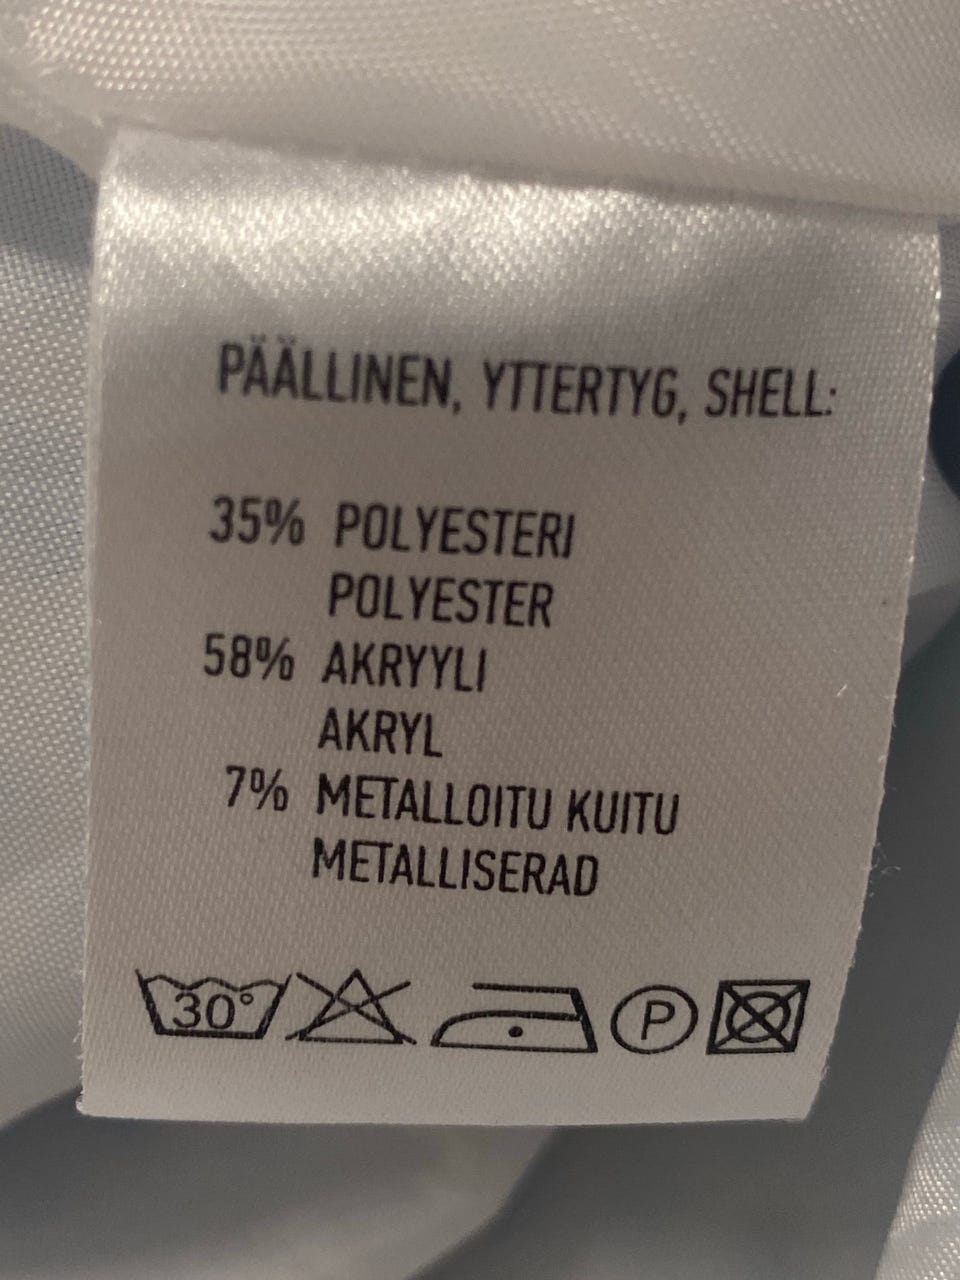 PÄÄLLINEN, YTTERTYG, SHELL:
35% POLYESTERI
POLYESTER
58% AKRYYLI
AKRYL
7% METALLOITU KUITU
METALLISERAD
30° P